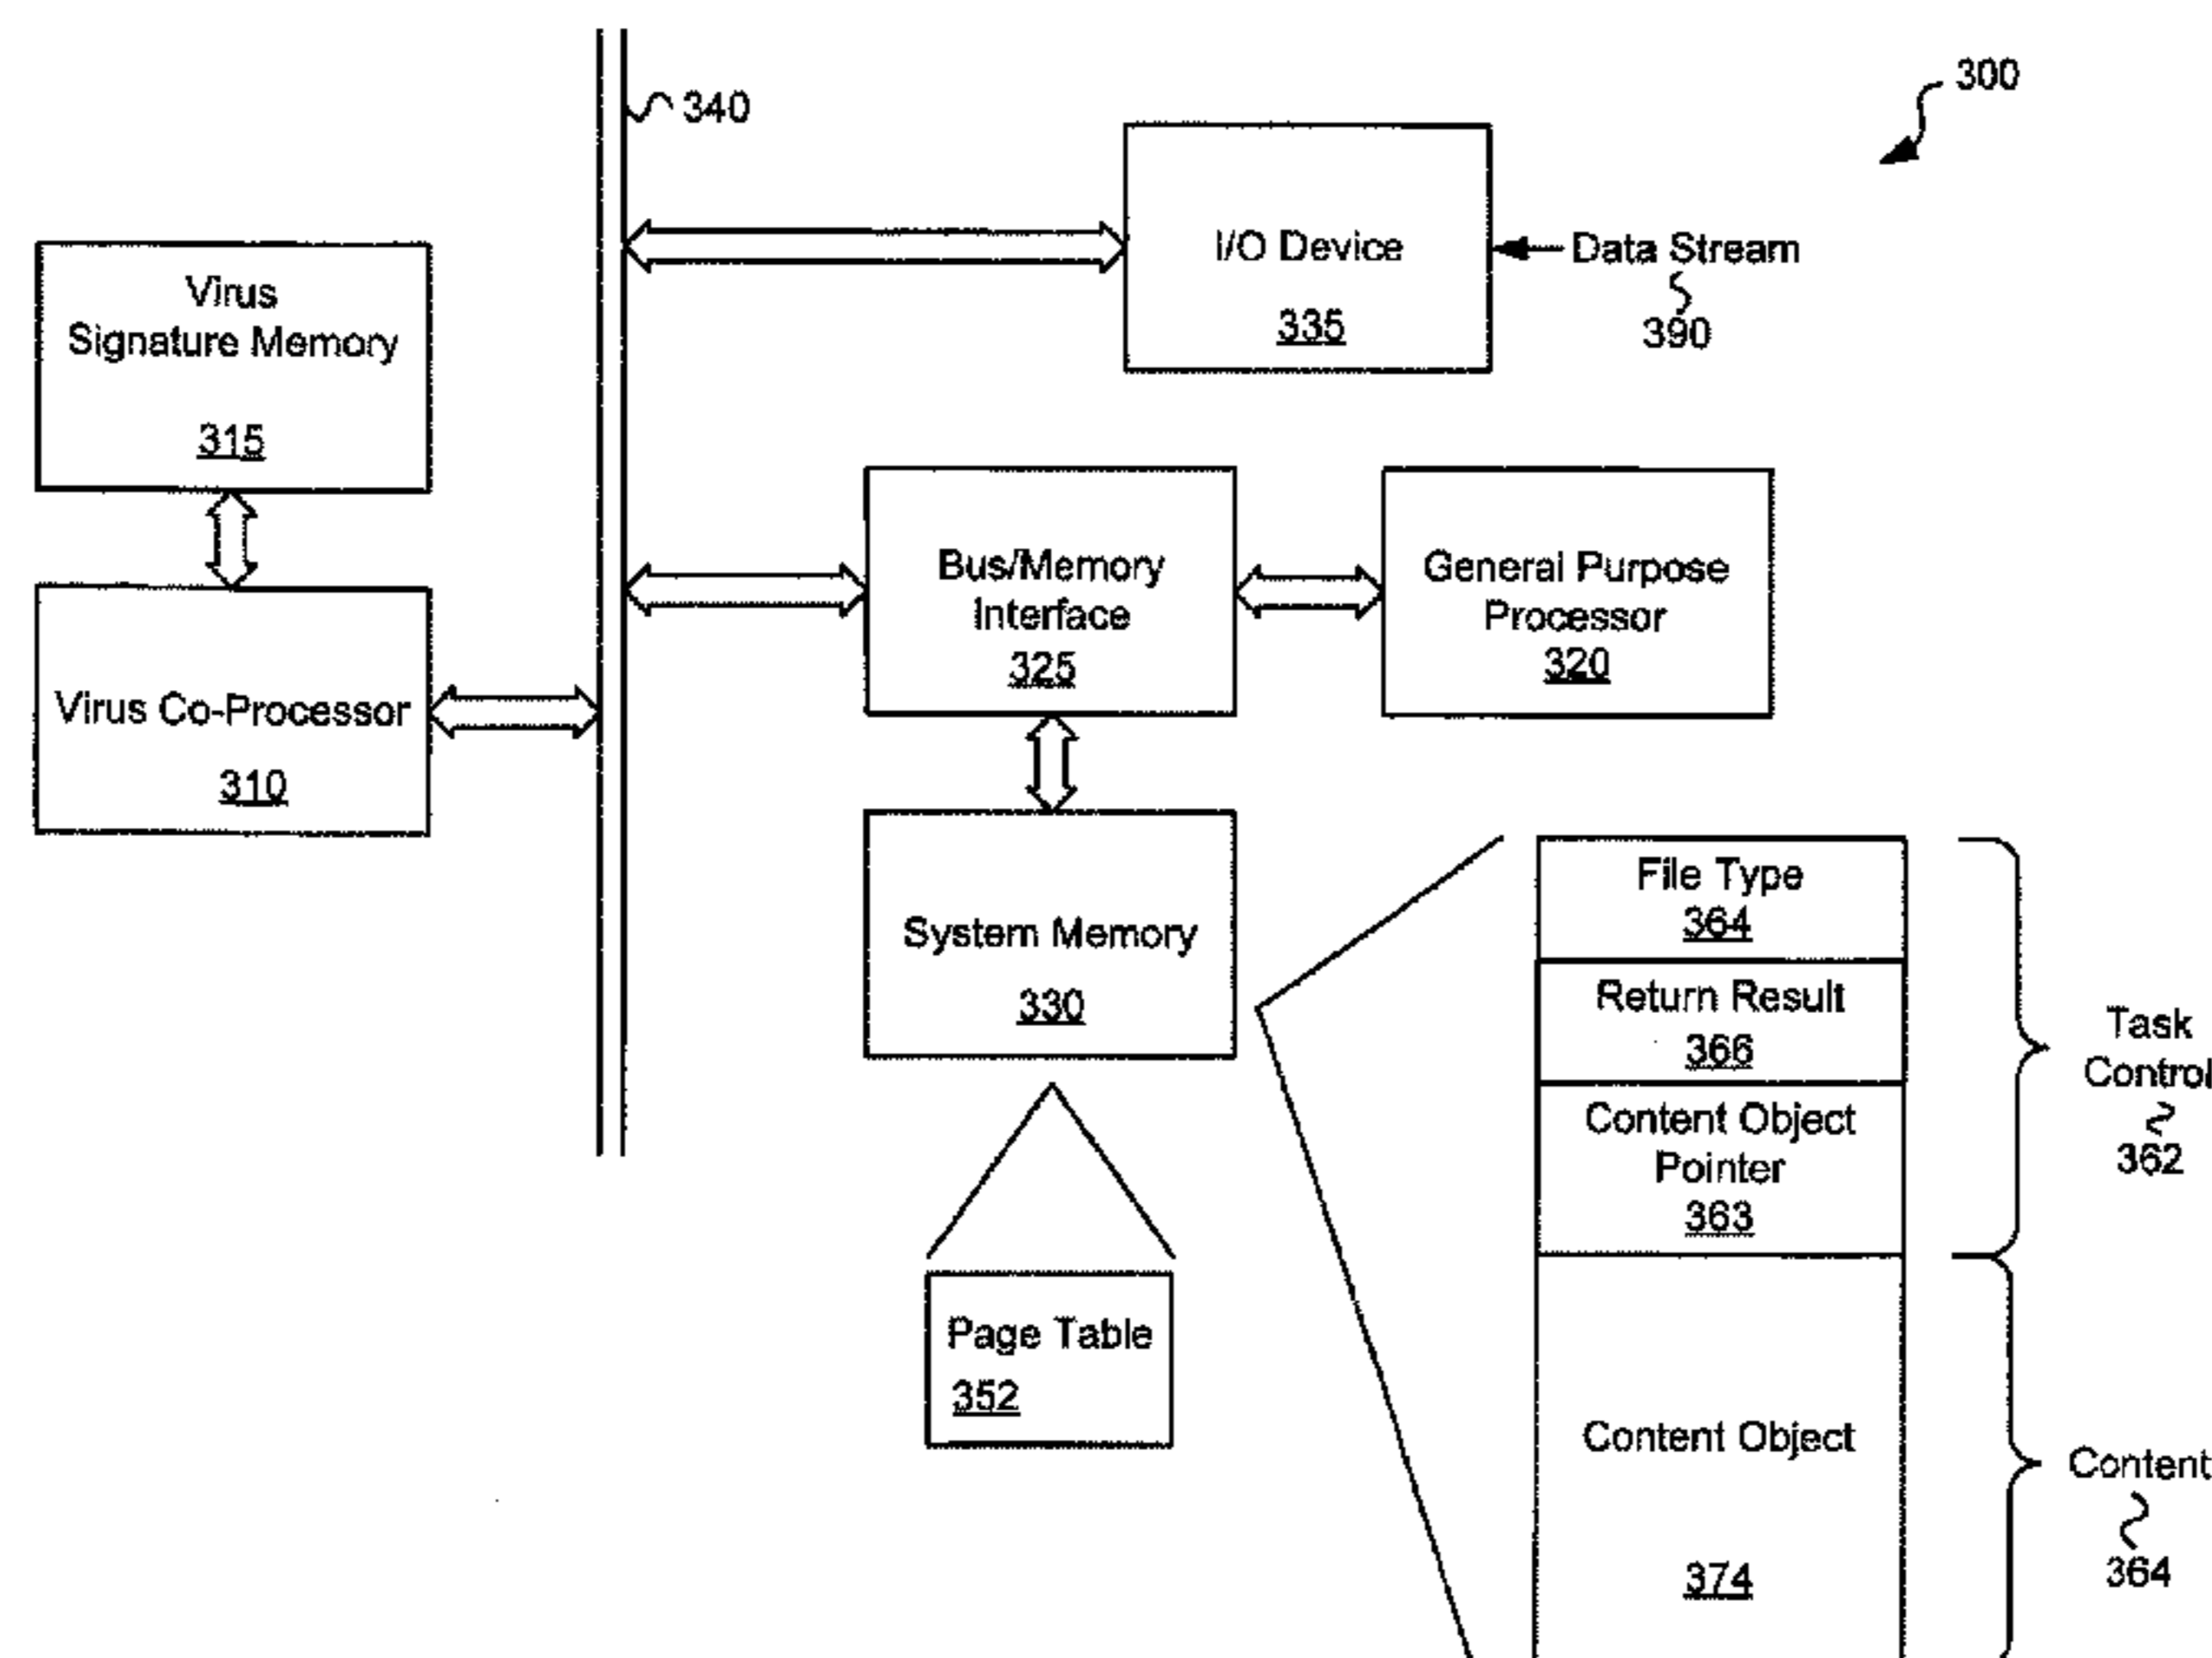 300
340
I/O Device
335
Data Stream
390
Virus
Signature Memory
315
Bus/Memory
Interface
325
General Purpose
Processor
320
Virus Co-Processor
310
System Memory
330
File Type
364
Return Result
366
Content Object
Pointer
363
Task
Control
362
Page Table
352
Content Object
374
Content
364